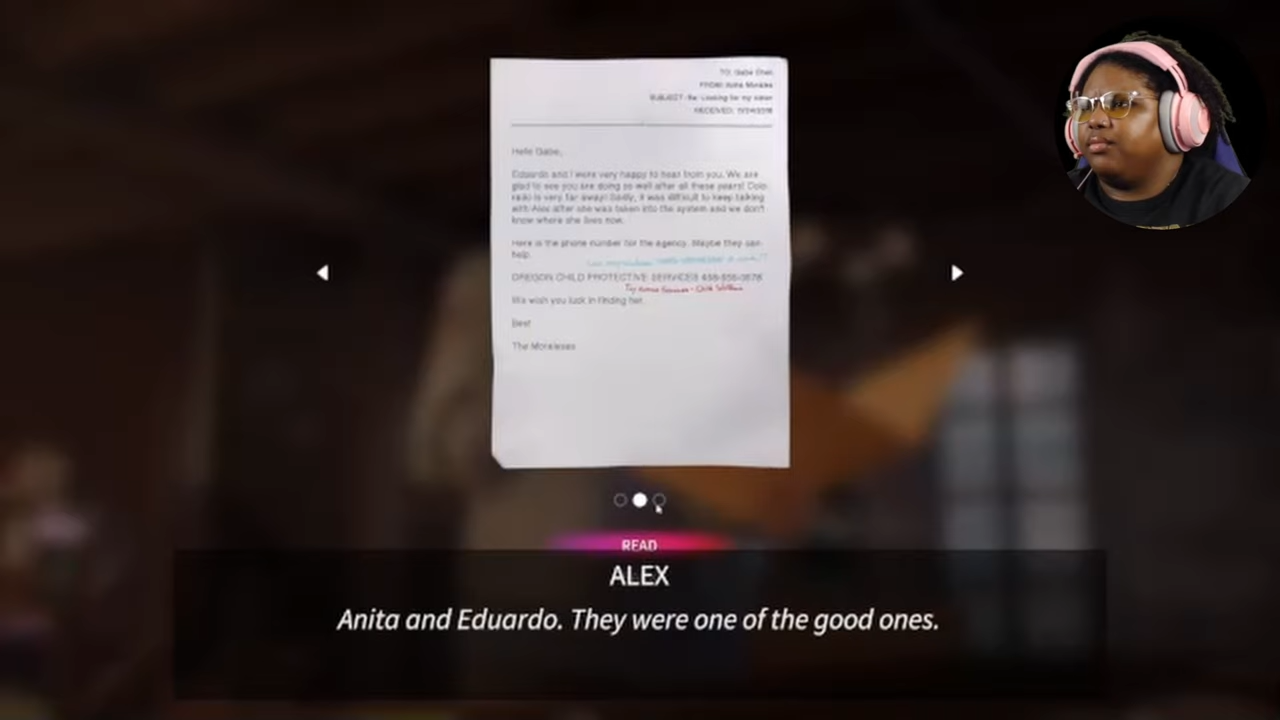 TO: Gabe Chen
FROM: Anita Morales
SUBJECT: Re: Looking for my sister
RECEIVED:
Hello Gabe,
Eduardo and I were very happy to hear from you. We are
glad to see you are doing so well after all these years! Colo
rado is very far away! Sadly, it was difficult to keep talking
with Alex after she was taken into the system and we don't
know where she lives now.
Here is the phone number for the agency. Maybe they can
help.
OREGON CHILD PROTECTIVE SERVICES
We wish you luck in finding her.
Best
The Moraleses
READ
ALEX
Anita and Eduardo. They were one of the good ones.